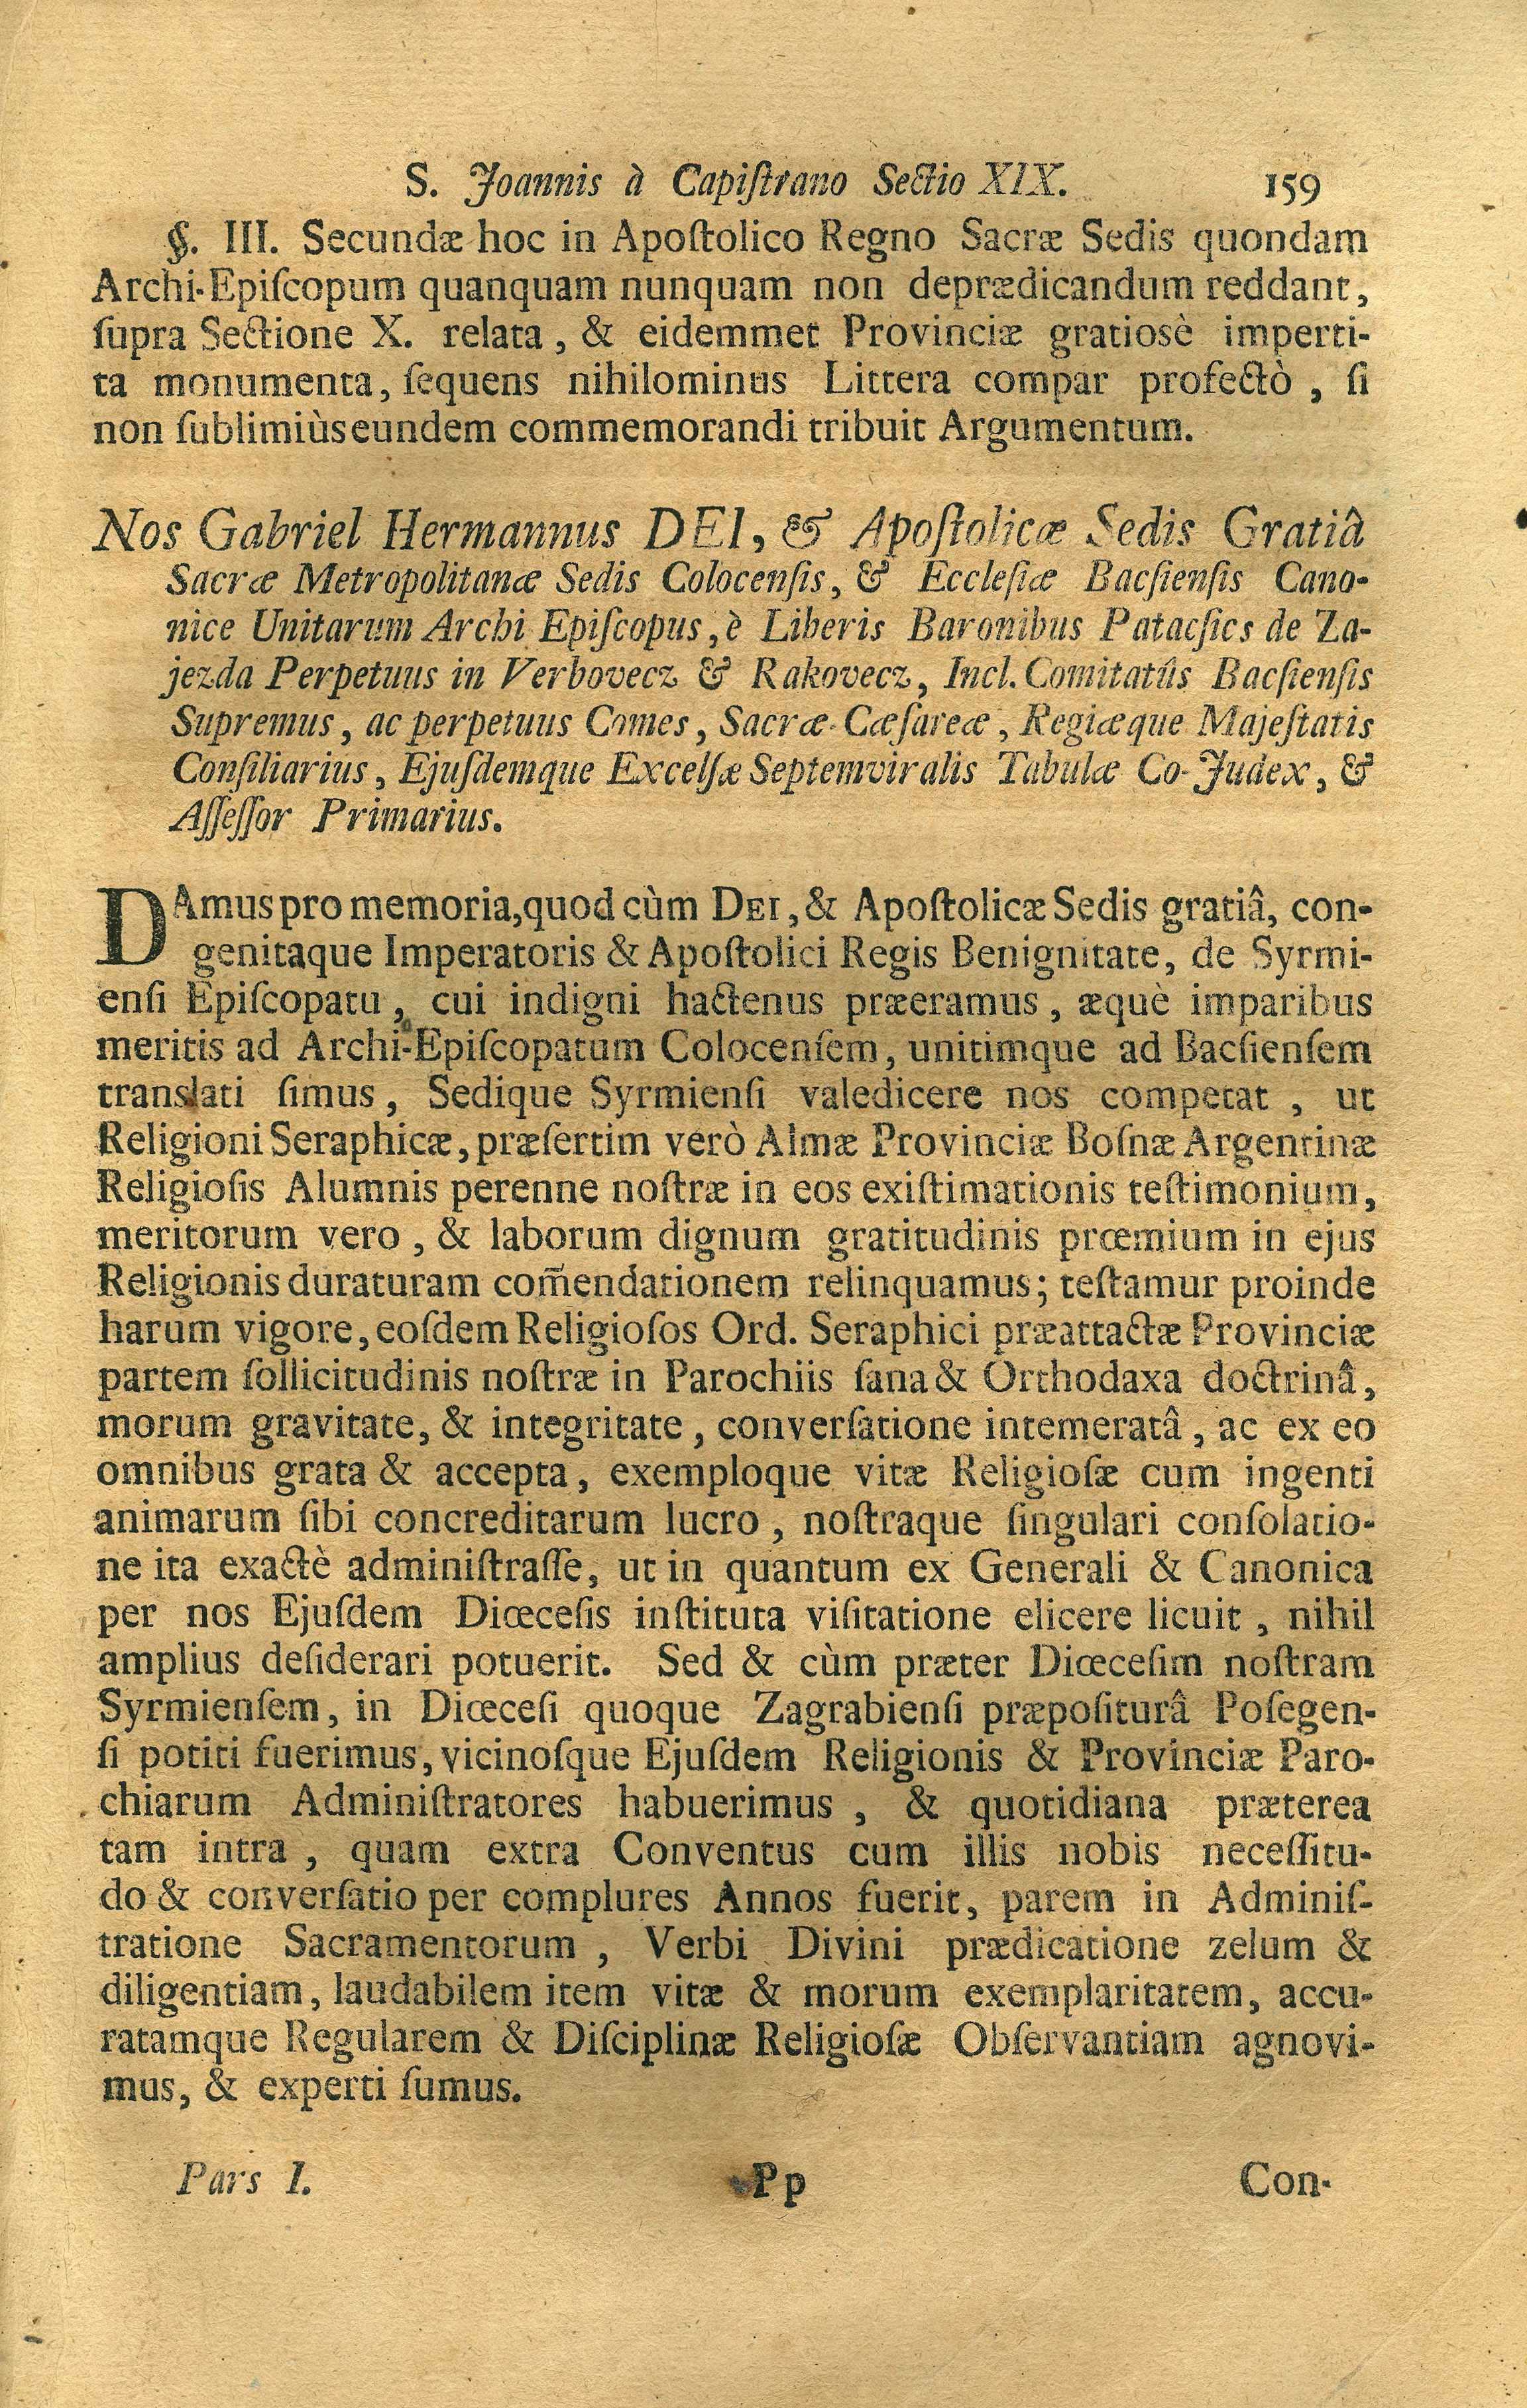 S. Joannis à Capiſtrano Sectio XIX. 159
§. III. Secundæ hoc in Apoſtolico Regno Sacræ Sedis quondam
Archi-Epiſcopum quanquam nunquam non deprædicandum reddant,
ſupra Sectione X. relata, & eidemmet Provinciæ gratiosè imperti-
ta monumenta, ſequens nihilominus Littera compar profectò, ſi
non ſublimiùs eundem commemorandi tribuit Argumentum.
Nos Gabriel Hermannus DEI, & Apoſtolicæ Sedis Gratiâ
Sacræ Metropolitanæ Sedis Colocenſis, & Eccleſiæ Bacſienſis Cano-
nice Unitarum Archi Epiſcopus, è Liberis Baronibus Patacſics de Za-
jezda Perpetuus in Verbovecz & Rakovecz, Incl. Comitatûs Bacſienſis
Supremus, ac perpetuus Comes, Sacræ-Cæſareæ, Regiæque Majeſtatis
Conſiliarius, Ejuſdemque Excelſæ Septemviralis Tabulæ Co-Judex, &
Aſſeſſor Primarius.
DAmus pro memoria, quod cùm DEI, & Apoſtolicæ Sedis gratiâ, con-
genitaque Imperatoris & Apoſtolici Regis Benignitate, de Syrmi-
enſi Epiſcopatu, cui indigni hactenus præeramus, æquè imparibus
meritis ad Archi-Epiſcopatum Colocenſem, unitimque ad Bacſienſem
translati ſimus, Sedique Syrmienſi valedicere nos competat, ut
Religioni Seraphicæ, præſertim verò Almæ Provinciæ Boſnæ Argentinæ
Religioſis Alumnis perenne noſtræ in eos exiſtimationis teſtimonium,
meritorum vero, & laborum dignum gratitudinis prœmium in ejus
Religionis duraturam com̃endationem relinquamus; teſtamur proinde
harum vigore, eoſdem Religioſos Ord. Seraphici præattactæ Provinciæ
partem ſollicitudinis noſtræ in Parochiis ſana & Orthodaxa doctrinâ,
morum gravitate, & integritate, converſatione intemeratâ, ac ex eo
omnibus grata & accepta, exemploque vitæ Religioſæ cum ingenti
animarum ſibi concreditarum lucro, noſtraque ſingulari conſolatio-
ne ita exactè adminiſtraſſe, ut in quantum ex Generali & Canonica
per nos Ejuſdem Diœceſis inſtituta viſitatione elicere licuit, nihil
amplius deſiderari potuerit. Sed & cùm præter Diœceſim noſtram
Syrmienſem, in Diœceſi quoque Zagrabienſi præpoſiturâ Poſegen-
ſi potiti fuerimus, vicinoſque Ejuſdem Religionis & Provinciæ Paro-
chiarum Adminiſtratores habuerimus, & quotidiana præterea
tam intra, quam extra Conventus cum illis nobis neceſſitu-
do & converſatio per complures Annos fuerit, parem in Adminiſ-
tratione Sacramentorum, Verbi Divini prædicatione zelum &
diligentiam, laudabilem item vitæ & morum exemplaritatem, accu-
ratamque Regularem & Diſciplinæ Religioſæ Obſervantiam agnovi-
mus, & experti ſumus.
Pars I. Pp Con-